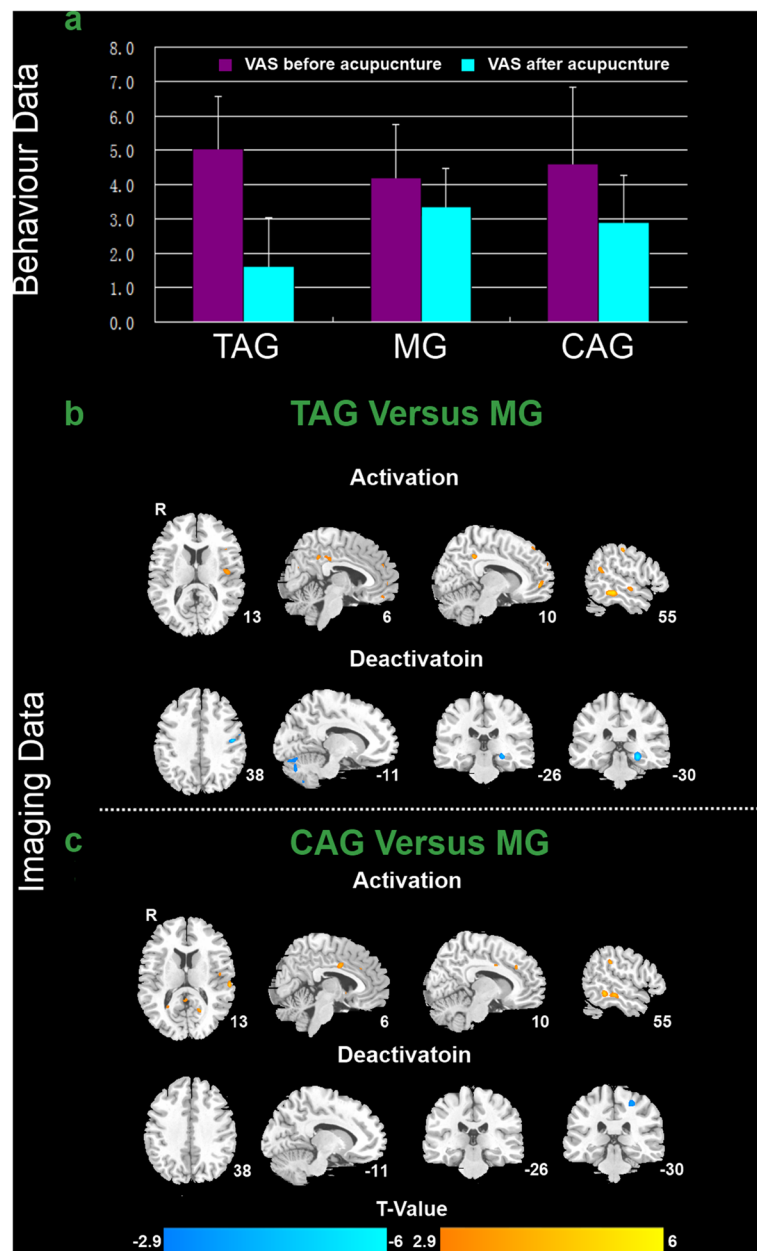 a
Behaviour Data
8.0
7.0
6.0
5.0
4.0
3.0
2.0
1.0
0.0
VAS before acupucnture VAS after acupucnture
TAG MG CAG
Imaging Data
b TAG Versus MG
Activation
R
13 6 10 55
Deactivatoin
38 -11 -26 -30
c CAG Versus MG
Activation
R
13 6 10 55
Deactivatoin
38 -11 -26 -30
T-Value
-2.9 -6 2.9 6